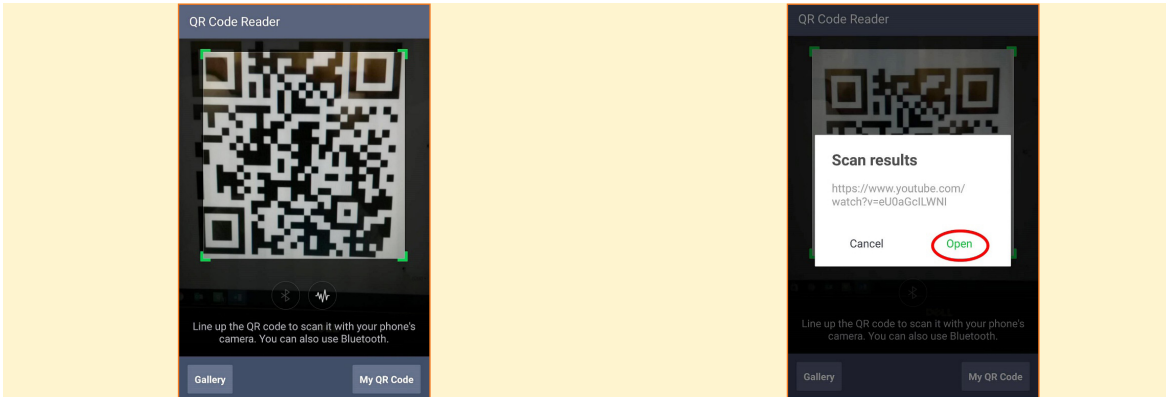 QR Code Reader
Line up the QR code to scan it with your phone's
camera. You can also use Bluetooth.
Gallery
My QR Code
QR Code Reader
Scan results
https://www.youtube.com/
watch?v=eU0aGcILWNI
Cancel
Open
Line up the QR code to scan it with your phone's
camera. You can also use Bluetooth.
Gallery
My QR Code